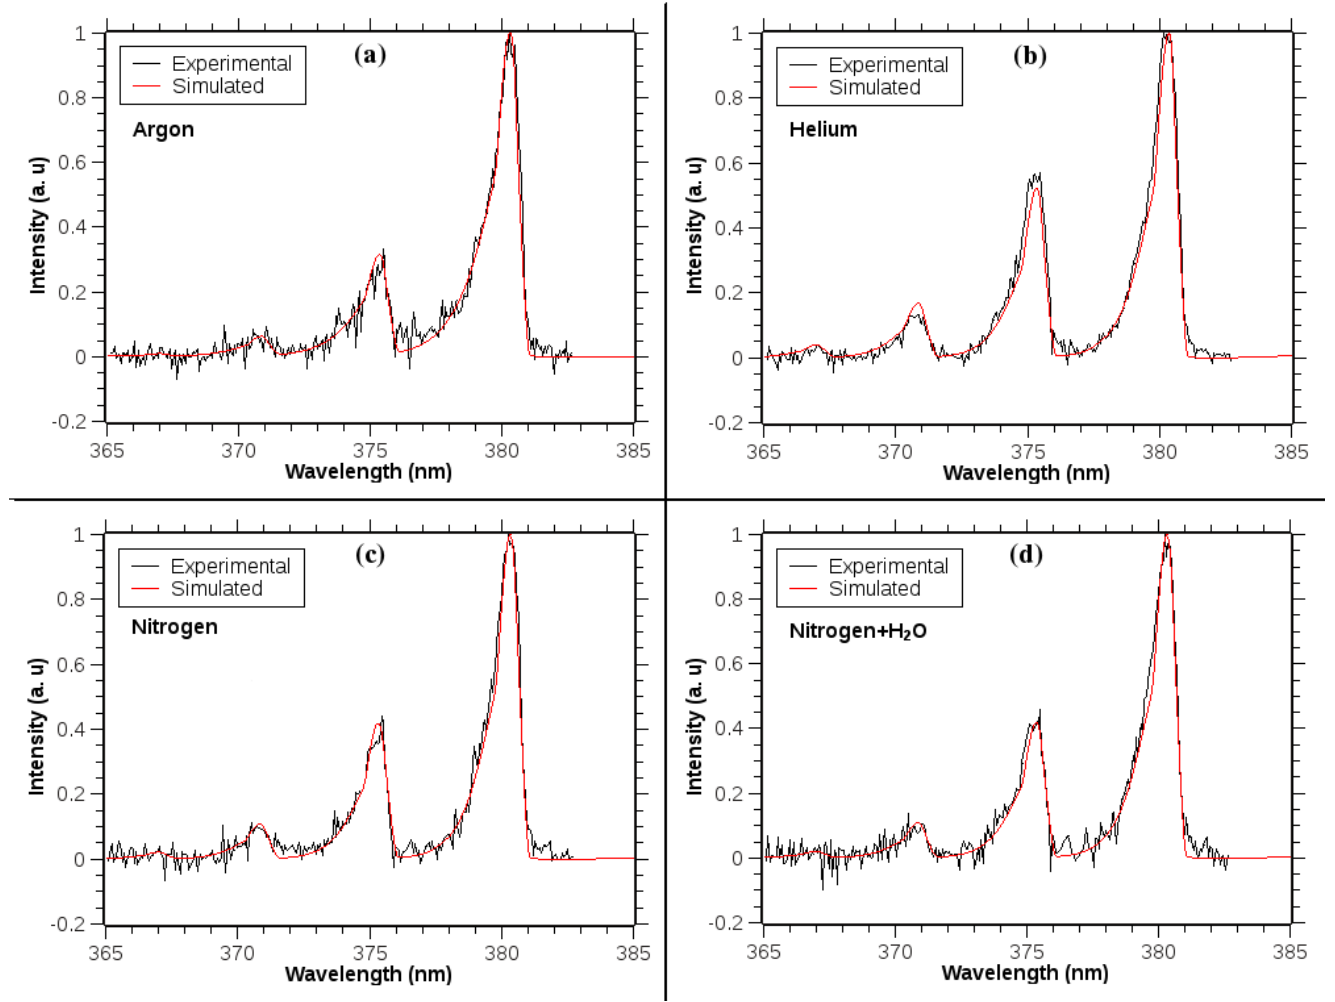 (a)
Experimental
Simulated
Argon
Intensity (a. u)
1
0.8
0.6
0.4
0.2
0
-0.2
365 370 375 380 385
Wavelength (nm)
(b)
Experimental
Simulated
Helium
Intensity (a. u)
1
0.8
0.6
0.4
0.2
0
-0.2
365 370 375 380 385
Wavelength (nm)
(c)
Experimental
Simulated
Nitrogen
Intensity (a. u)
1
0.8
0.6
0.4
0.2
0
-0.2
365 370 375 380 385
Wavelength (nm)
(d)
Experimental
Simulated
Nitrogen+H₂O
Intensity (a. u)
1
0.8
0.6
0.4
0.2
0
-0.2
365 370 375 380 385
Wavelength (nm)